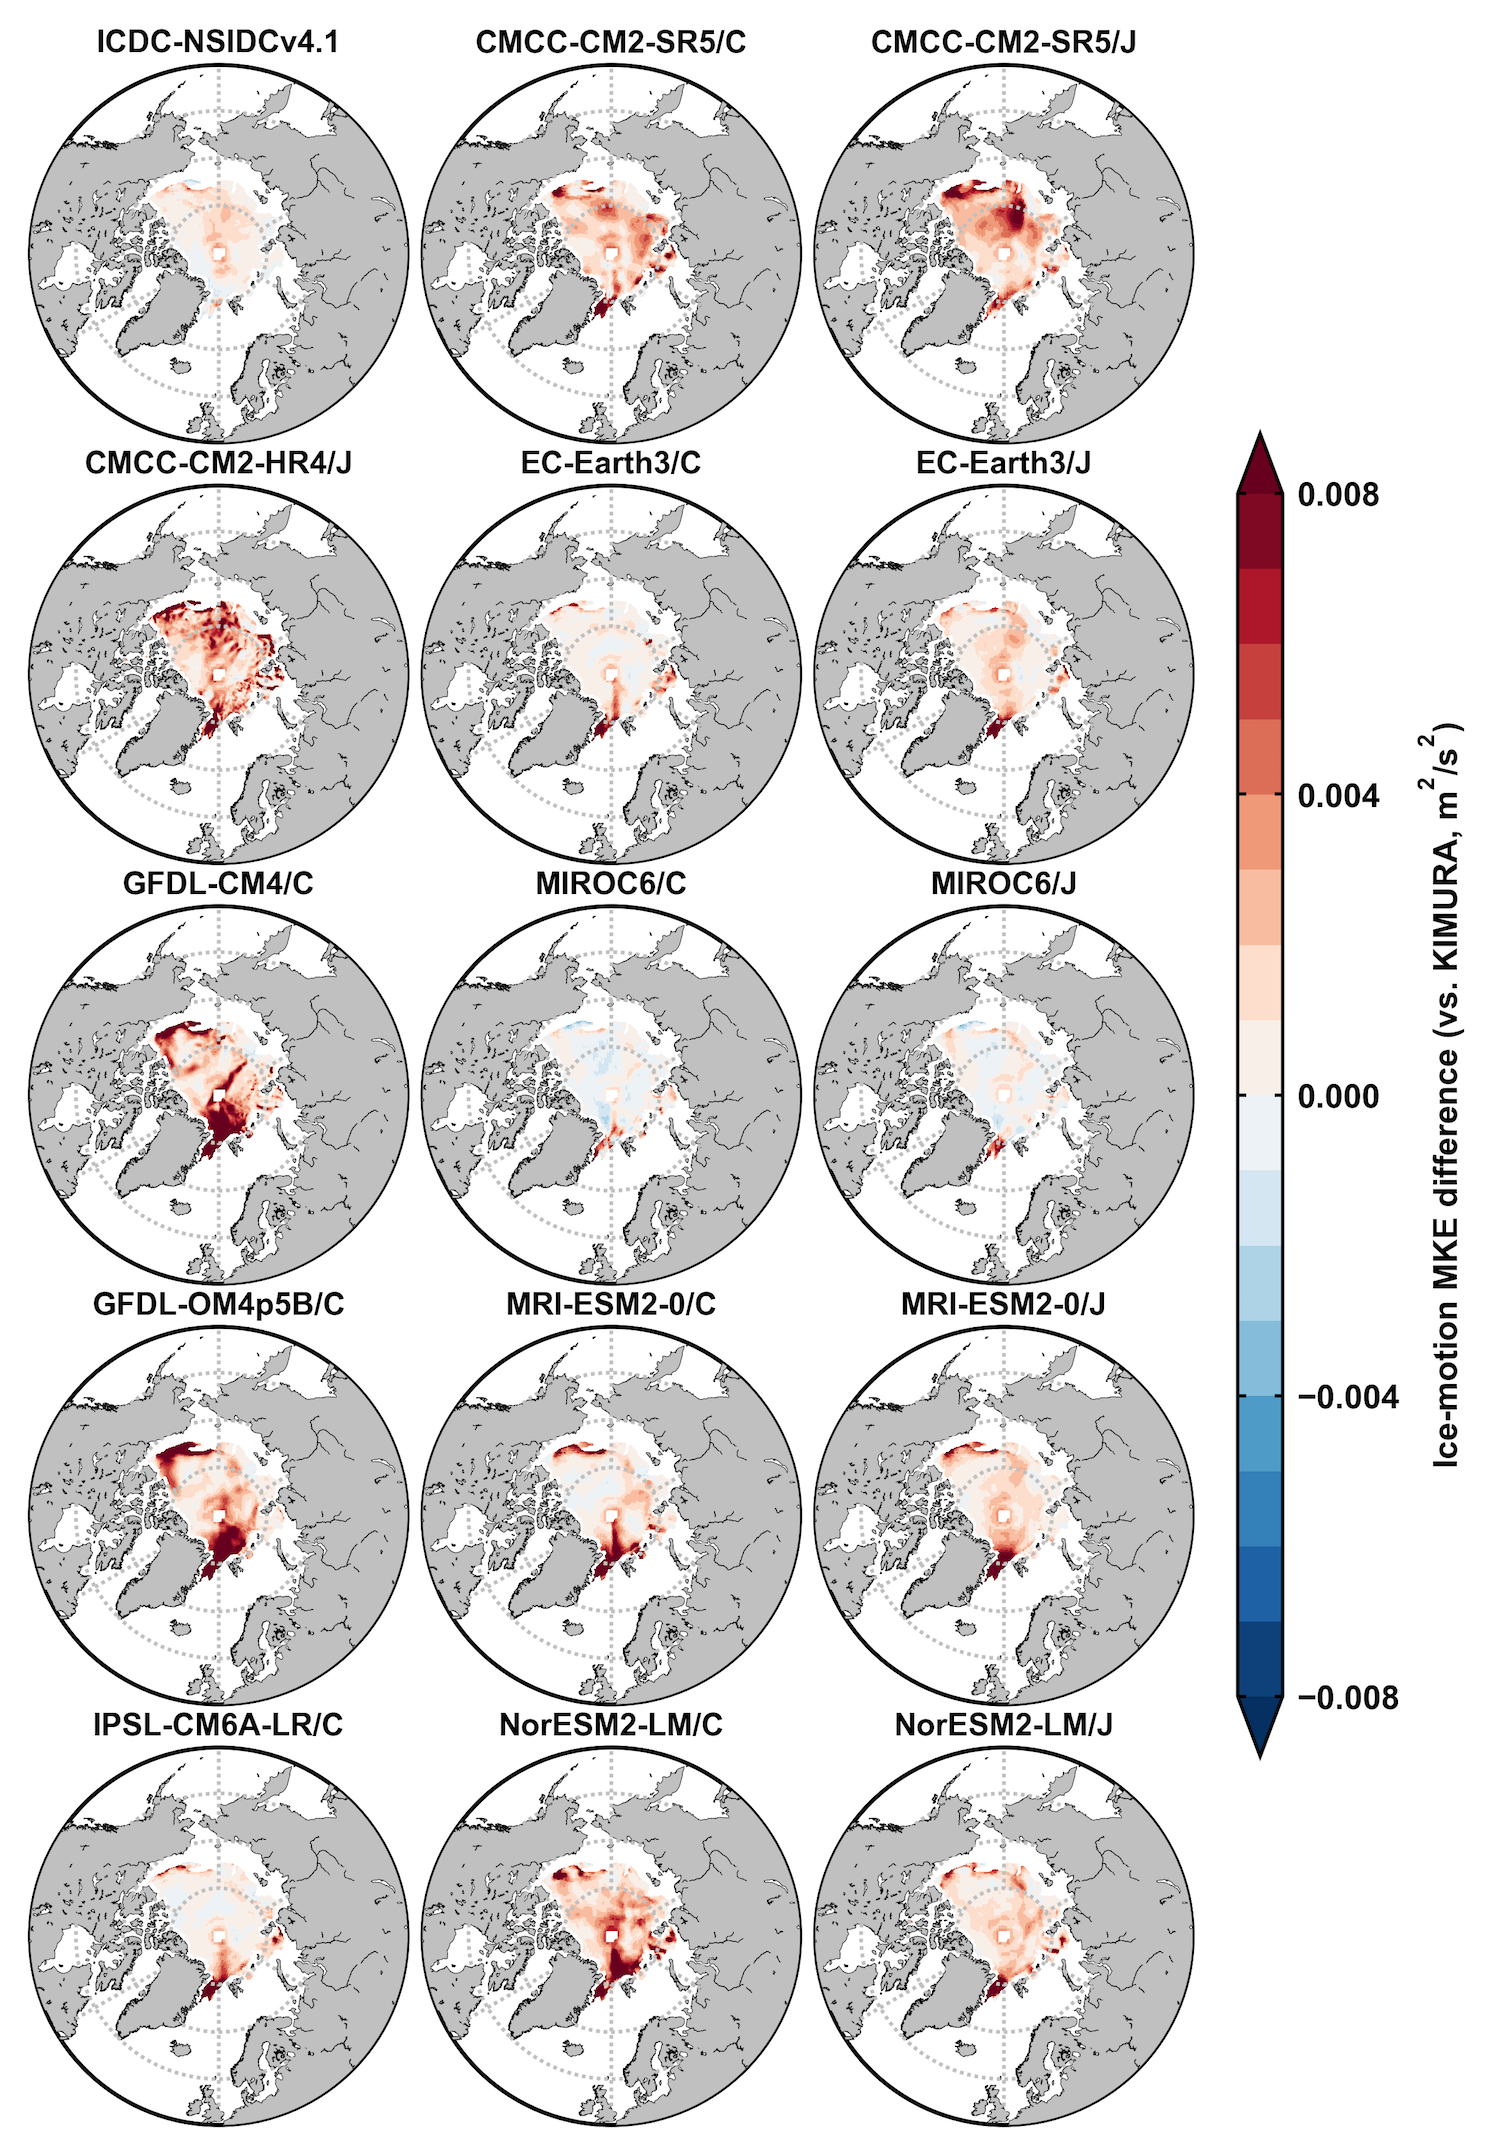 ICDC-NSIDCv4.1
CMCC-CM2-SR5/C
CMCC-CM2-SR5/J
CMCC-CM2-HR4/J
EC-Earth3/C
EC-Earth3/J
GFDL-CM4/C
MIROC6/C
MIROC6/J
GFDL-OM4p5B/C
MRI-ESM2-0/C
MRI-ESM2-0/J
IPSL-CM6A-LR/C
NorESM2-LM/C
NorESM2-LM/J
0.008
0.004
0.000
−0.004
−0.008
Ice-motion MKE difference (vs. KIMURA, m²/s²)